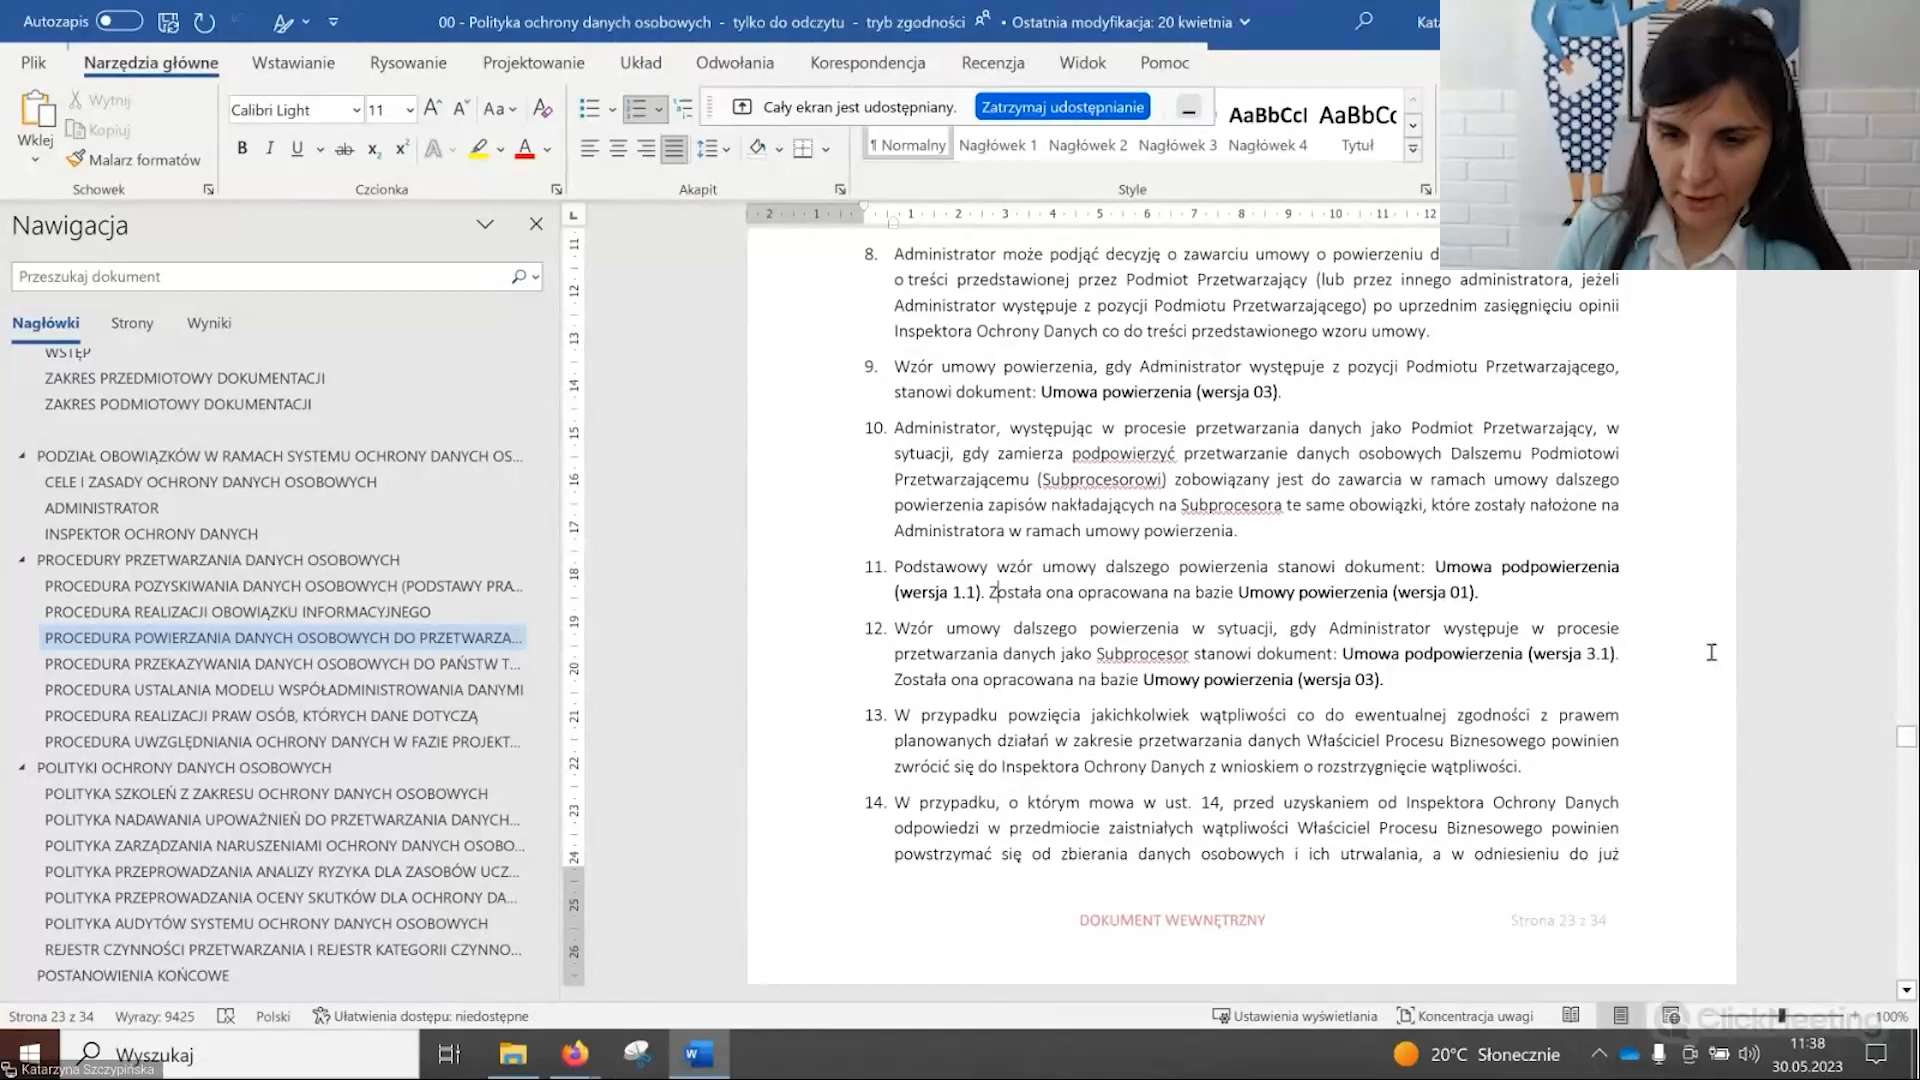 Autozapis
00 - Polityka ochrony danych osobowych - tylko do odczytu - tryb zgodności • Ostatnia modyfikacja: 20 kwietnia
Plik Narzędzia główne Wstawianie Rysowanie Projektowanie Układ Odwołania Korespondencja Recenzja Widok Pomoc
Wklej
Wytnij
Kopiuj
Malarz formatów
Schowek
Calibri Light 11
Czcionka
Akapit
Cały ekran jest udostępniany. Zatrzymaj udostępnianie
¶ Normalny Nagłówek 1 Nagłówek 2 Nagłówek 3 Nagłówek 4 Tytuł
Style
Nawigacja
Przeszukaj dokument
Nagłówki Strony Wyniki
WSTĘP
ZAKRES PRZEDMIOTOWY DOKUMENTACJI
ZAKRES PODMIOTOWY DOKUMENTACJI
PODZIAŁ OBOWIĄZKÓW W RAMACH SYSTEMU OCHRONY DANYCH OS...
CELE I ZASADY OCHRONY DANYCH OSOBOWYCH
ADMINISTRATOR
INSPEKTOR OCHRONY DANYCH
PROCEDURY PRZETWARZANIA DANYCH OSOBOWYCH
PROCEDURA POZYSKIWANIA DANYCH OSOBOWYCH (PODSTAWY PRA...
PROCEDURA REALIZACJI OBOWIĄZKU INFORMACYJNEGO
PROCEDURA POWIERZANIA DANYCH OSOBOWYCH DO PRZETWARZA...
PROCEDURA PRZEKAZYWANIA DANYCH OSOBOWYCH DO PAŃSTW T...
PROCEDURA USTALANIA MODELU WSPÓŁADMINISTROWANIA DANYMI
PROCEDURA REALIZACJI PRAW OSÓB, KTÓRYCH DANE DOTYCZĄ
PROCEDURA UWZGLĘDNIANIA OCHRONY DANYCH W FAZIE PROJEKT...
POLITYKI OCHRONY DANYCH OSOBOWYCH
POLITYKA SZKOLEŃ Z ZAKRESU OCHRONY DANYCH OSOBOWYCH
POLITYKA NADAWANIA UPOWAŻNIEŃ DO PRZETWARZANIA DANYCH...
POLITYKA ZARZĄDZANIA NARUSZENIAMI OCHRONY DANYCH OSOBO...
POLITYKA PRZEPROWADZANIA ANALIZY RYZYKA DLA ZASOBÓW UCZ...
POLITYKA PRZEPROWADZANIA OCENY SKUTKÓW DLA OCHRONY DA...
POLITYKA AUDYTÓW SYSTEMU OCHRONY DANYCH OSOBOWYCH
REJESTR CZYNNOŚCI PRZETWARZANIA I REJESTR KATEGORII CZYNNO...
POSTANOWIENIA KOŃCOWE
8. Administrator może podjąć decyzję o zawarciu umowy o powierzeniu d
o treści przedstawionej przez Podmiot Przetwarzający (lub przez innego administratora, jeżeli
Administrator występuje z pozycji Podmiotu Przetwarzającego) po uprzednim zasięgnięciu opinii
Inspektora Ochrony Danych co do treści przedstawionego wzoru umowy.
9. Wzór umowy powierzenia, gdy Administrator występuje z pozycji Podmiotu Przetwarzającego,
stanowi dokument: Umowa powierzenia (wersja 03).
10. Administrator, występując w procesie przetwarzania danych jako Podmiot Przetwarzający, w
sytuacji, gdy zamierza podpowierzyć przetwarzanie danych osobowych Dalszemu Podmiotowi
Przetwarzającemu (Subprocesorowi) zobowiązany jest do zawarcia w ramach umowy dalszego
powierzenia zapisów nakładających na Subprocesora te same obowiązki, które zostały nałożone na
Administratora w ramach umowy powierzenia.
11. Podstawowy wzór umowy dalszego powierzenia stanowi dokument: Umowa podpowierzenia
(wersja 1.1). Została ona opracowana na bazie Umowy powierzenia (wersja 01).
12. Wzór umowy dalszego powierzenia w sytuacji, gdy Administrator występuje w procesie
przetwarzania danych jako Subprocesor stanowi dokument: Umowa podpowierzenia (wersja 3.1).
Została ona opracowana na bazie Umowy powierzenia (wersja 03).
13. W przypadku powzięcia jakichkolwiek wątpliwości co do ewentualnej zgodności z prawem
planowanych działań w zakresie przetwarzania danych Właściciel Procesu Biznesowego powinien
zwrócić się do Inspektora Ochrony Danych z wnioskiem o rozstrzygnięcie wątpliwości.
14. W przypadku, o którym mowa w ust. 14, przed uzyskaniem od Inspektora Ochrony Danych
odpowiedzi w przedmiocie zaistniałych wątpliwości Właściciel Procesu Biznesowego powinien
powstrzymać się od zbierania danych osobowych i ich utrwalania, a w odniesieniu do już
DOKUMENT WEWNĘTRZNY Strona 23 z 34
Strona 23 z 34 Wyrazy: 9425 Polski Ułatwienia dostępu: niedostępne Ustawienia wyświetlania Koncentracja uwagi 100%
ClickMeeting
Wyszukaj
Katarzyna Szczypińska
20°C Słonecznie
11:38
30.05.2023